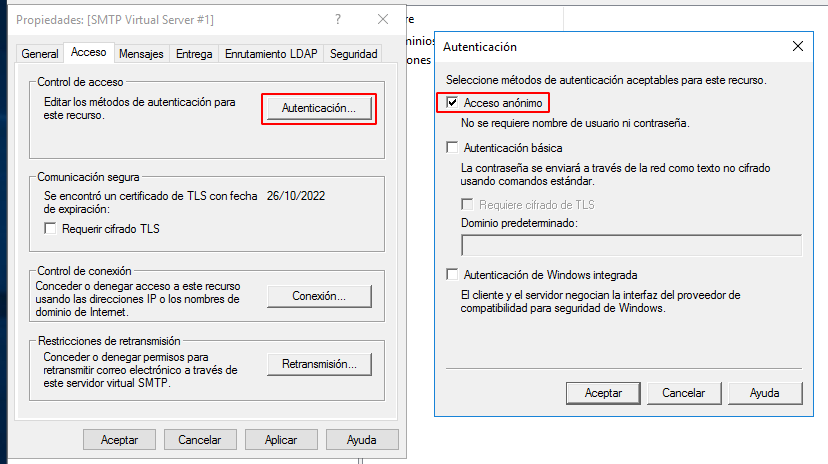 Propiedades: [SMTP Virtual Server #1]
?
General
Acceso
Mensajes
Entrega
Enrutamiento LDAP
Seguridad
Control de acceso
Editar los métodos de autenticación para
este recurso.
Autenticación...
Comunicación segura
Se encontró un certificado de TLS con fecha
de expiración:
26/10/2022
Requerir cifrado TLS
Control de conexión
Conceder o denegar acceso a este recurso
usando las direcciones IP o los nombres de
dominio de Internet.
Conexión...
Restricciones de retransmisión
Conceder o denegar permisos para
retransmitir correo electrónico a través de
este servidor virtual SMTP.
Retransmisión...
Aceptar
Cancelar
Aplicar
Ayuda
re
minios
iones
Autenticación
Seleccione métodos de autenticación aceptables para este recurso.
Acceso anónimo
No se requiere nombre de usuario ni contraseña.
Autenticación básica
La contraseña se enviará a través de la red como texto no cifrado
usando comandos estándar.
Requiere cifrado de TLS
Dominio predeterminado:
Autenticación de Windows integrada
El cliente y el servidor negocian la interfaz del proveedor de
compatibilidad para seguridad de Windows.
Aceptar
Cancelar
Ayuda